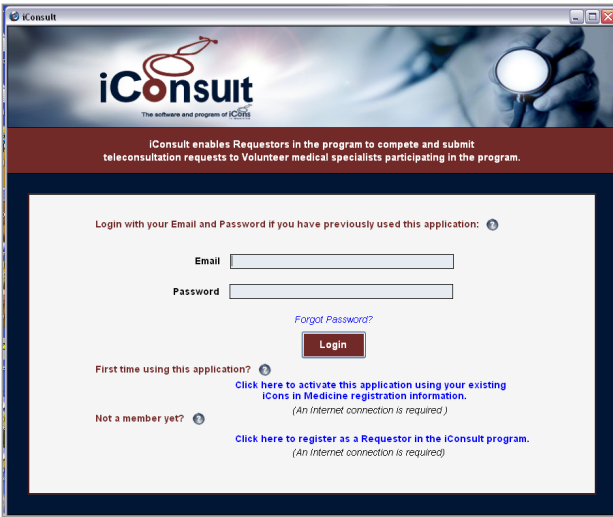 iConsult
iConsult
The software and program of iCons
iConsult enables Requestors in the program to compete and submit
teleconsultation requests to Volunteer medical specialists participating in the program.
Login with your Email and Password if you have previously used this application: ?
Email
Password
Forgot Password?
Login
First time using this application? ?
Click here to activate this application using your existing
iCons in Medicine registration information.
(An Internet connection is required )
Not a member yet? ?
Click here to register as a Requestor in the iConsult program.
(An Internet connection is required)